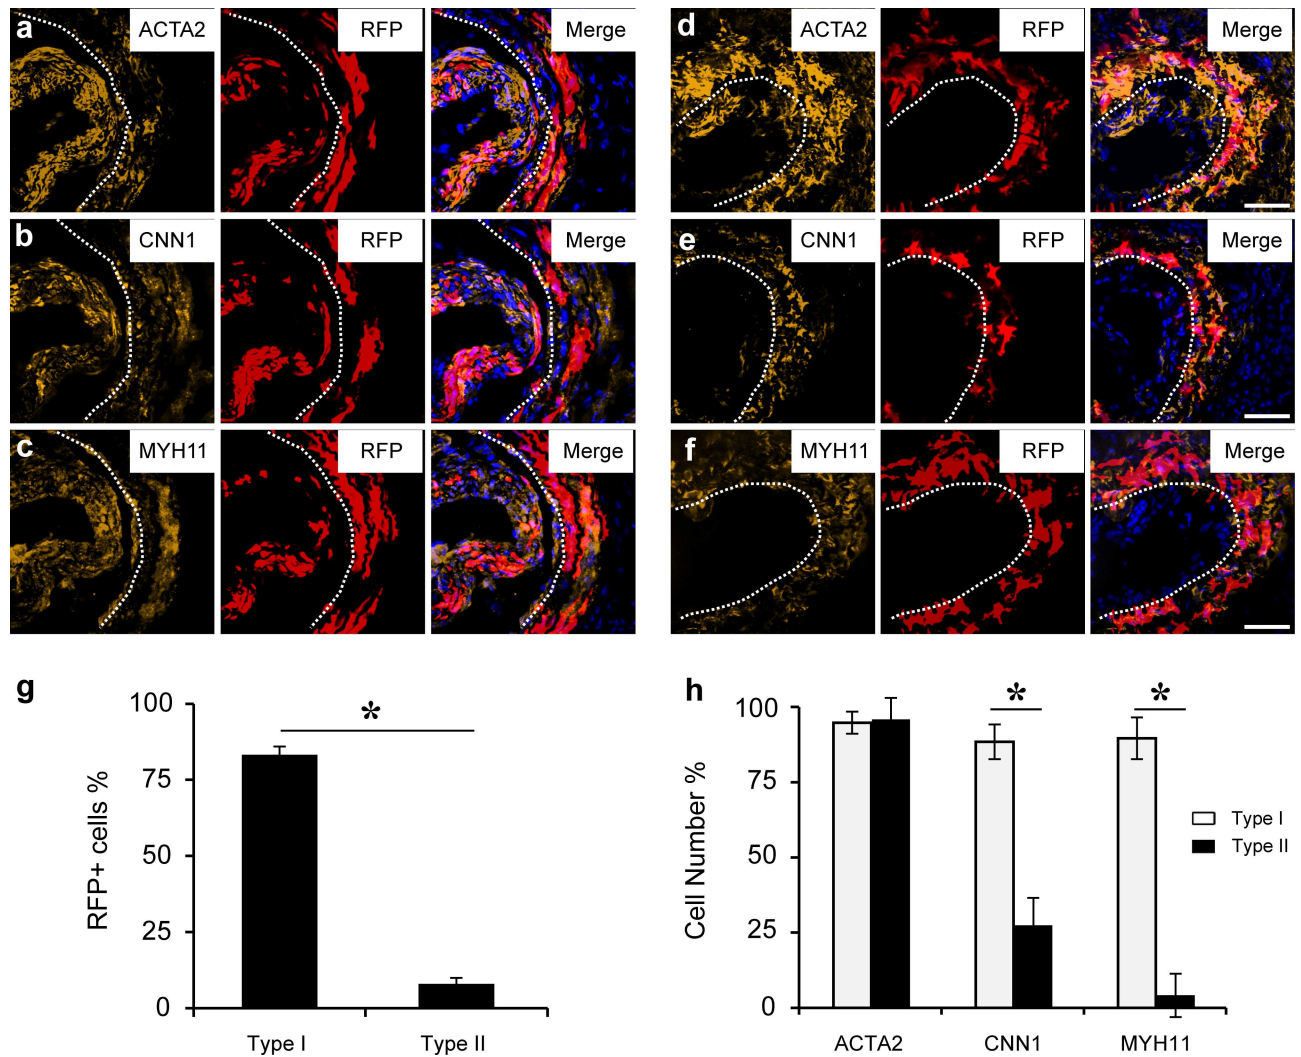 a ACTA2 RFP Merge
d ACTA2 RFP Merge
b CNN1 RFP Merge
e CNN1 RFP Merge
c MYH11 RFP Merge
f MYH11 RFP Merge
g
100
75
50
25
0
RFP+ cells %
*
Type I Type II
h
100
75
50
25
0
Cell Number %
* *
Type I
Type II
ACTA2 CNN1 MYH11